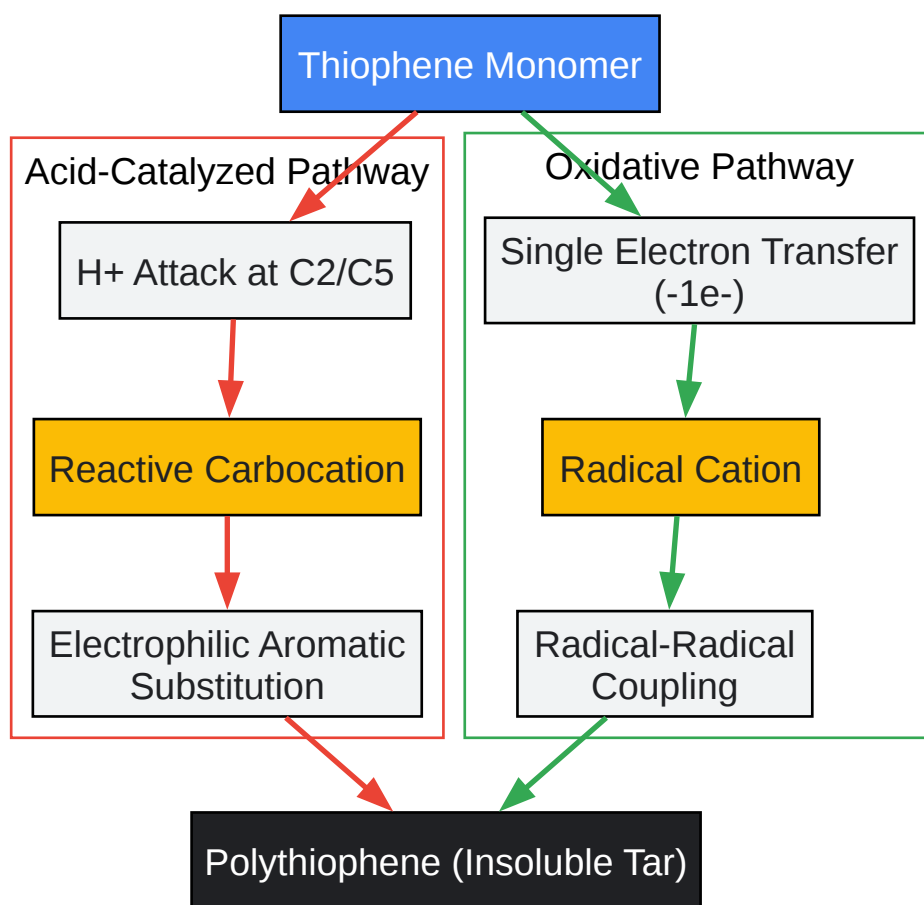 Thiophene Monomer
Acid-Catalyzed Pathway
H+ Attack at C2/C5
Reactive Carbocation
Electrophilic Aromatic
Substitution
Oxidative Pathway
Single Electron Transfer
(-1e-)
Radical Cation
Radical-Radical
Coupling
Polythiophene (Insoluble Tar)